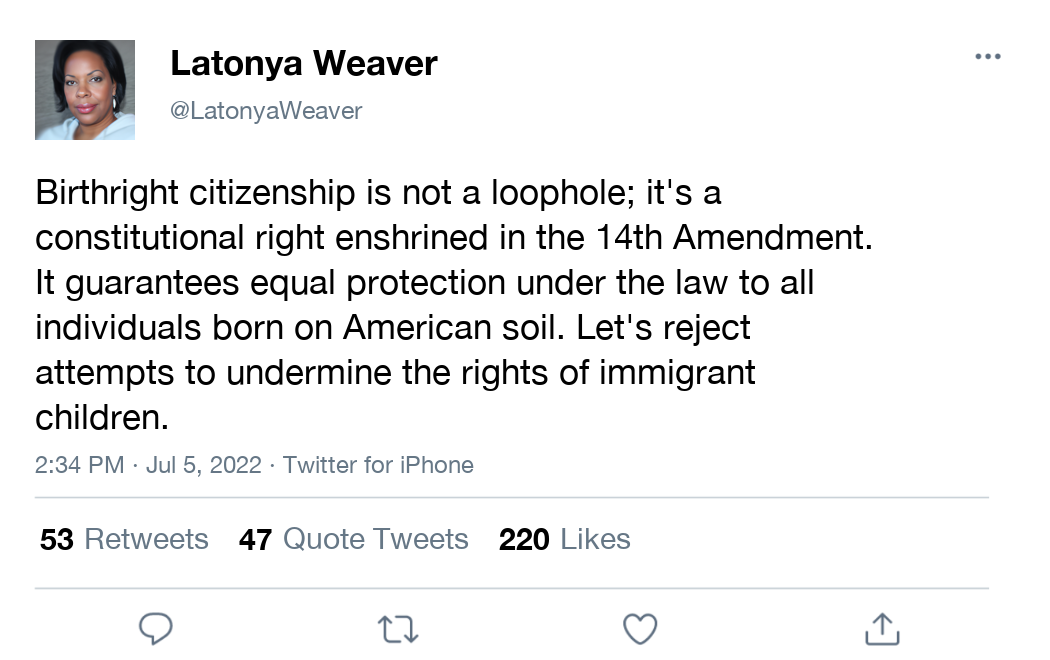 Latonya Weaver
@LatonyaWeaver
Birthright citizenship is not a loophole; it's a
constitutional right enshrined in the 14th Amendment.
It guarantees equal protection under the law to all
individuals born on American soil. Let's reject
attempts to undermine the rights of immigrant
children.
2:34 PM · Jul 5, 2022 · Twitter for iPhone
53 Retweets 47 Quote Tweets 220 Likes